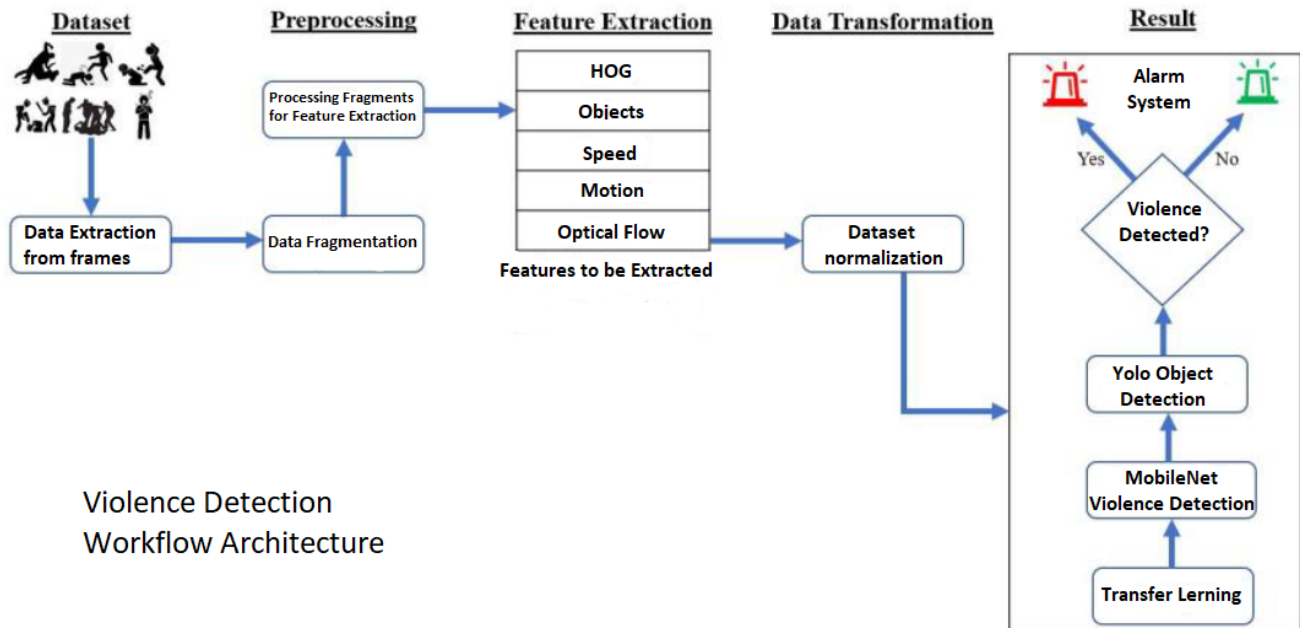 Dataset
Preprocessing
Feature Extraction
Data Transformation
Result
Data Extraction
from frames
Processing Fragments
for Feature Extraction
Data Fragmentation
HOG
Objects
Speed
Motion
Optical Flow
Features to be Extracted
Dataset
normalization
Alarm
System
Yes
No
Violence
Detected?
Yolo Object
Detection
MobileNet
Violence Detection
Transfer Lerning
Violence Detection
Workflow Architecture